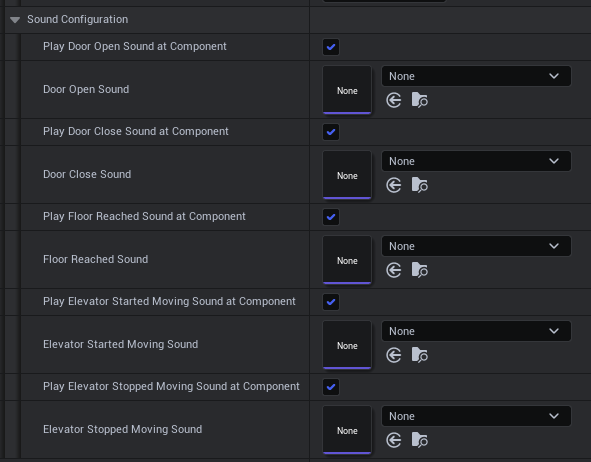 Sound Configuration
Play Door Open Sound at Component
Door Open Sound
None
None
Play Door Close Sound at Component
Door Close Sound
None
None
Play Floor Reached Sound at Component
Floor Reached Sound
None
None
Play Elevator Started Moving Sound at Component
Elevator Started Moving Sound
None
None
Play Elevator Stopped Moving Sound at Component
Elevator Stopped Moving Sound
None
None